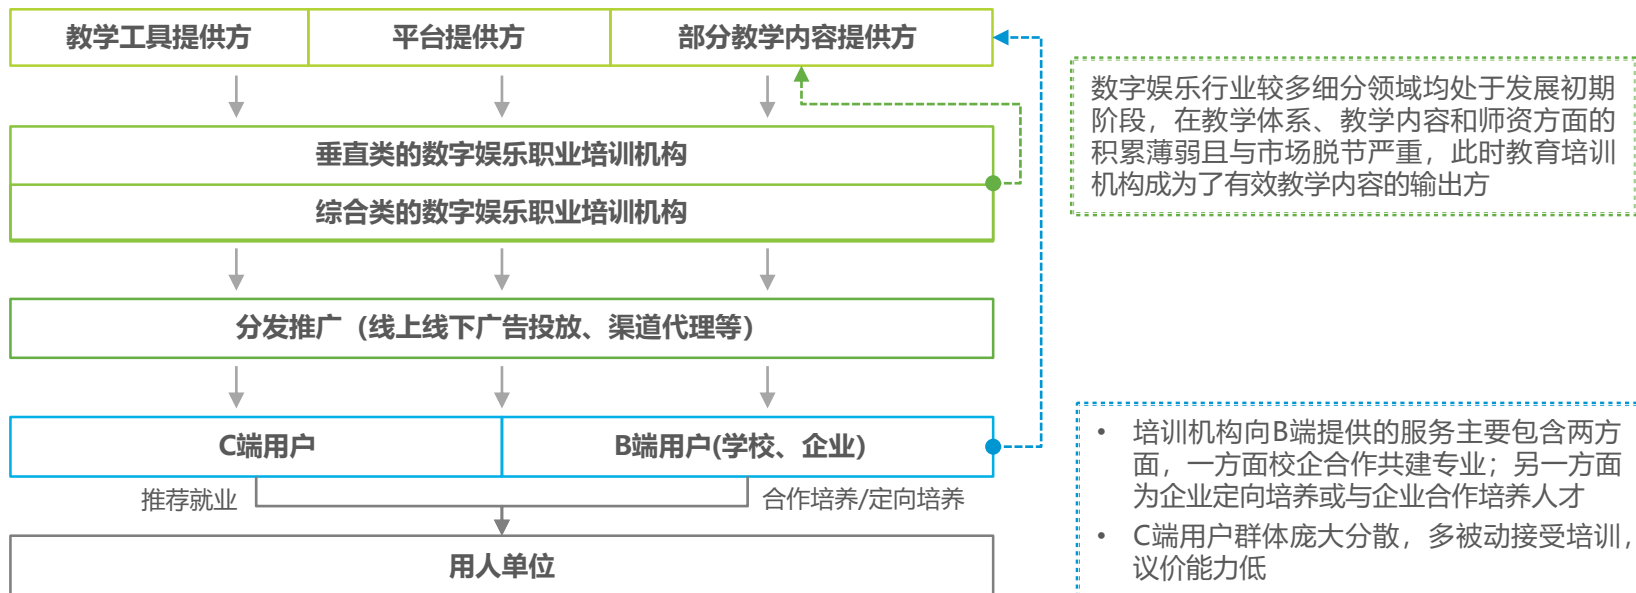 教学工具提供方
平台提供方
部分教学内容提供方
垂直类的数字娱乐职业培训机构
综合类的数字娱乐职业培训机构
分发推广（线上线下广告投放、渠道代理等）
C端用户
B端用户(学校、企业)
推荐就业
合作培养/定向培养
用人单位
数字娱乐行业较多细分领域均处于发展初期
阶段，在教学体系、教学内容和师资方面的
积累薄弱且与市场脱节严重，此时教育培训
机构成为了有效教学内容的输出方
• 培训机构向B端提供的服务主要包含两方
面，一方面校企合作共建专业；另一方面
为企业定向培养或与企业合作培养人才
• C端用户群体庞大分散，多被动接受培训，
议价能力低